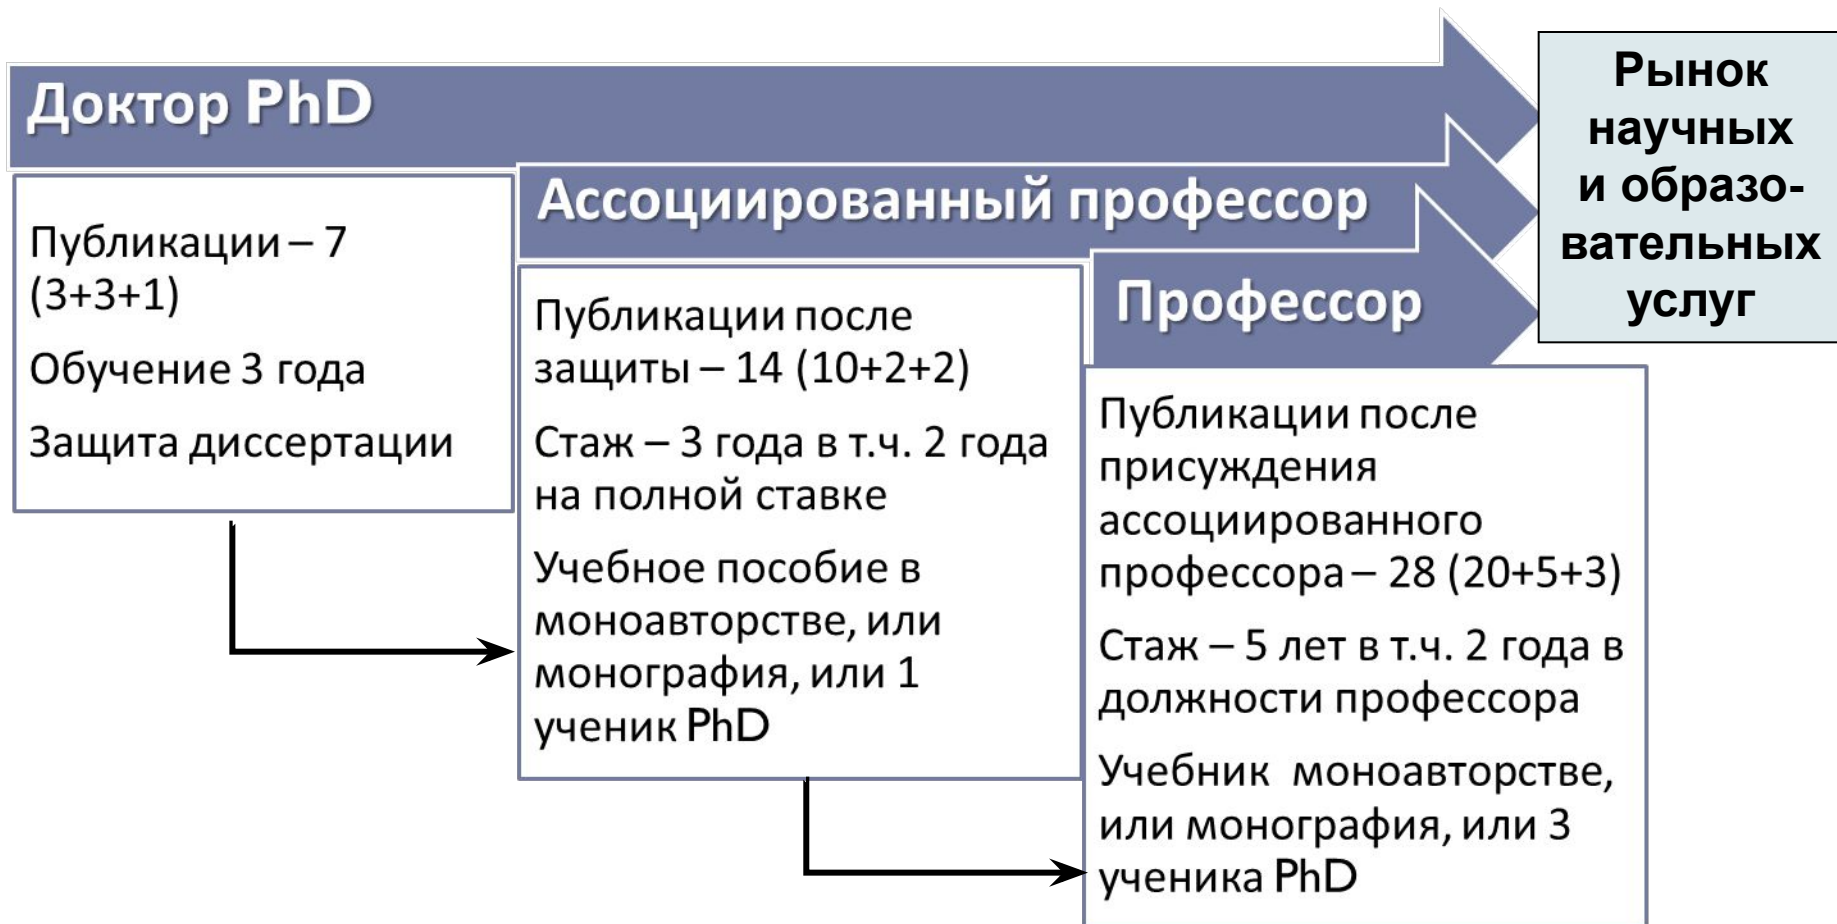 Доктор PhD
Публикации – 7
(3+3+1)
Обучение 3 года
Защита диссертации
Ассоциированный профессор
Публикации после
защиты – 14 (10+2+2)
Стаж – 3 года в т.ч. 2 года
на полной ставке
Учебное пособие в
моноавторстве, или
монография, или 1
ученик PhD
Профессор
Публикации после
присуждения
ассоциированного
профессора – 28 (20+5+3)
Стаж – 5 лет в т.ч. 2 года в
должности профессора
Учебник моноавторстве,
или монография, или 3
ученика PhD
Рынок
научных
и образо-
вательных
услуг